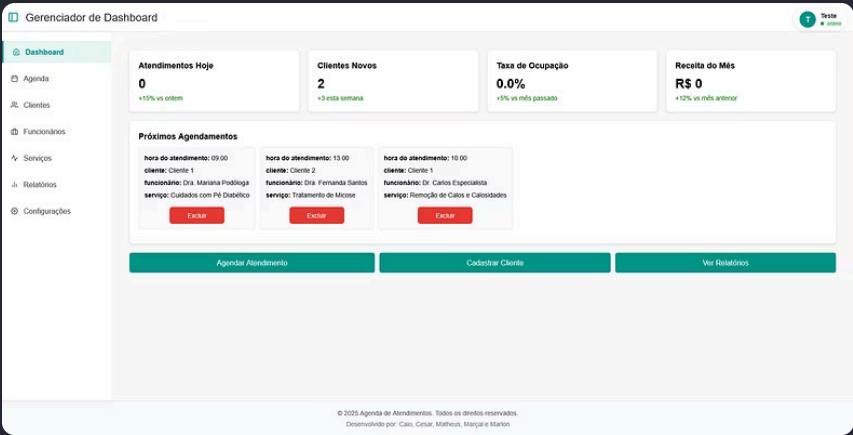 Gerenciador de Dashboard
T
Teste
online
Dashboard
Agenda
Clientes
Funcionários
Serviços
Relatórios
Configurações
Atendimentos Hoje
0
+15% vs ontem
Clientes Novos
2
+3 esta semana
Taxa de Ocupação
0.0%
+5% vs mês passado
Receita do Mês
R$ 0
+12% vs mês anterior
Próximos Agendamentos
hora do atendimento: 09:00
cliente: Cliente 1
funcionário: Dra. Mariana Podóloga
serviço: Cuidados com Pé Diabético
Excluir
hora do atendimento: 13:00
cliente: Cliente 2
funcionário: Dra. Fernanda Santos
serviço: Tratamento de Micose
Excluir
hora do atendimento: 10:00
cliente: Cliente 1
funcionário: Dr. Carlos Especialista
serviço: Remoção de Calos e Calosidades
Excluir
Agendar Atendimento
Cadastrar Cliente
Ver Relatórios
© 2025 Agenda de Atendimentos. Todos os direitos reservados.
Desenvolvido por: Caio, Cesar, Matheus, Marçal e Marlon